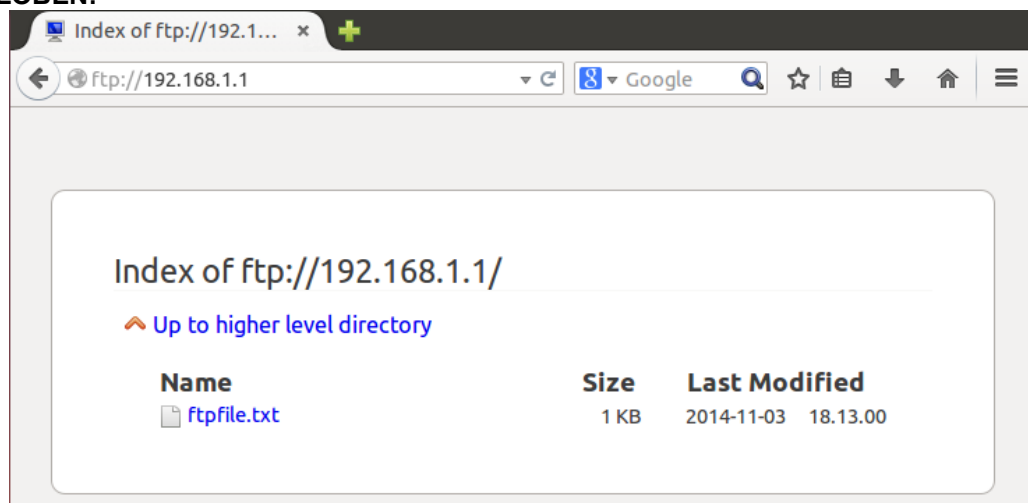 Index of ftp://192.1...
ftp://192.168.1.1
8 Google
Index of ftp://192.168.1.1/
Up to higher level directory
Name Size Last Modified
ftpfile.txt 1 KB 2014-11-03 18.13.00